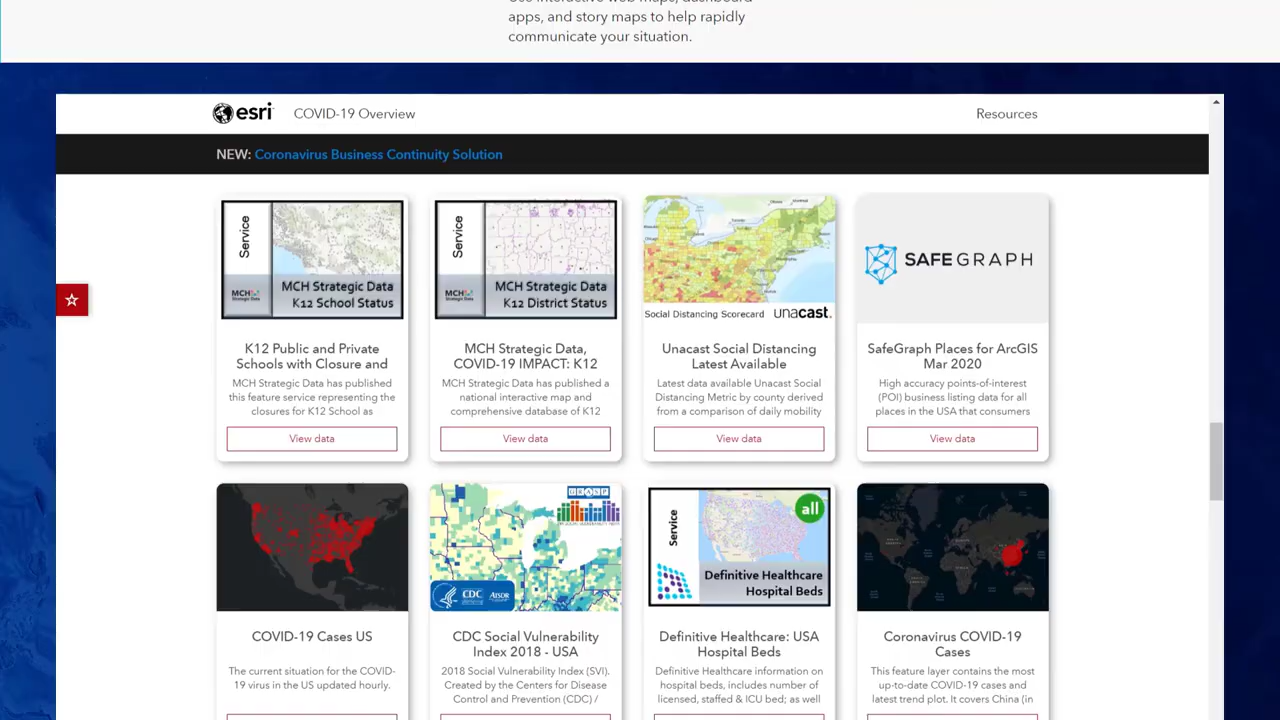 apps, and story maps to help rapidly
communicate your situation.
esri
COVID-19 Overview
Resources
NEW: Coronavirus Business Continuity Solution
Service
MCH Strategic Data
K12 School Status
Service
MCH Strategic Data
K12 District Status
Social Distancing Scorecard
unacast.
SAFEGRAPH
K12 Public and Private
Schools with Closure and
MCH Strategic Data has published
this feature service representing the
closures for K12 School as
View data
MCH Strategic Data,
COVID-19 IMPACT: K12
MCH Strategic Data has published a
national interactive map and
comprehensive database of K12
View data
Unacast Social Distancing
Latest Available
Latest data available Unacast Social
Distancing Metric by county derived
from a comparison of daily mobility
View data
SafeGraph Places for ArcGIS
Mar 2020
High accuracy points-of-interest
(POI) business listing data for all
places in the USA that consumers
View data
CDC
Service
all
Definitive Healthcare
Hospital Beds
COVID-19 Cases US
The current situation for the COVID-
19 virus in the US updated hourly.
CDC Social Vulnerability
Index 2018 - USA
2018 Social Vulnerability Index (SVI).
Created by the Centers for Disease
Control and Prevention (CDC) /
Definitive Healthcare: USA
Hospital Beds
Definitive Healthcare information on
hospital beds, includes number of
licensed, staffed & ICU bed; as well
Coronavirus COVID-19
Cases
This feature layer contains the most
up-to-date COVID-19 cases and
latest trend plot. It covers China (in